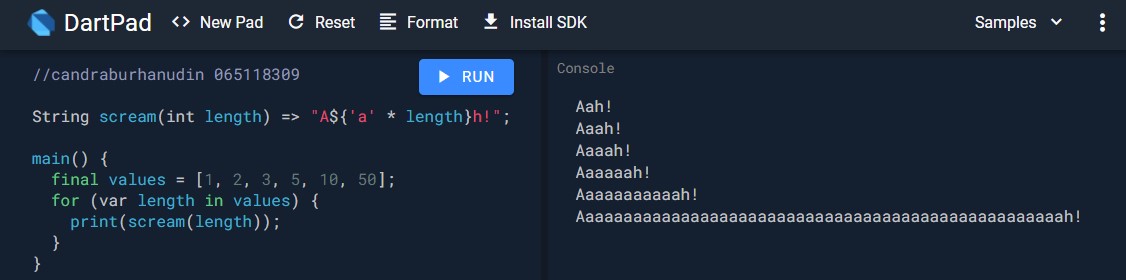 DartPad <> New Pad Reset Format Install SDK Samples
//candraburhanudin 065118309
RUN
String scream(int length) => "A${'a' * length}h!";
main() {
  final values = [1, 2, 3, 5, 10, 50];
  for (var length in values) {
    print(scream(length));
  }
}
Console
Aah!
Aaah!
Aaaah!
Aaaaaah!
Aaaaaaaaaaah!
Aaaaaaaaaaaaaaaaaaaaaaaaaaaaaaaaaaaaaaaaaaaaaaaaaaah!